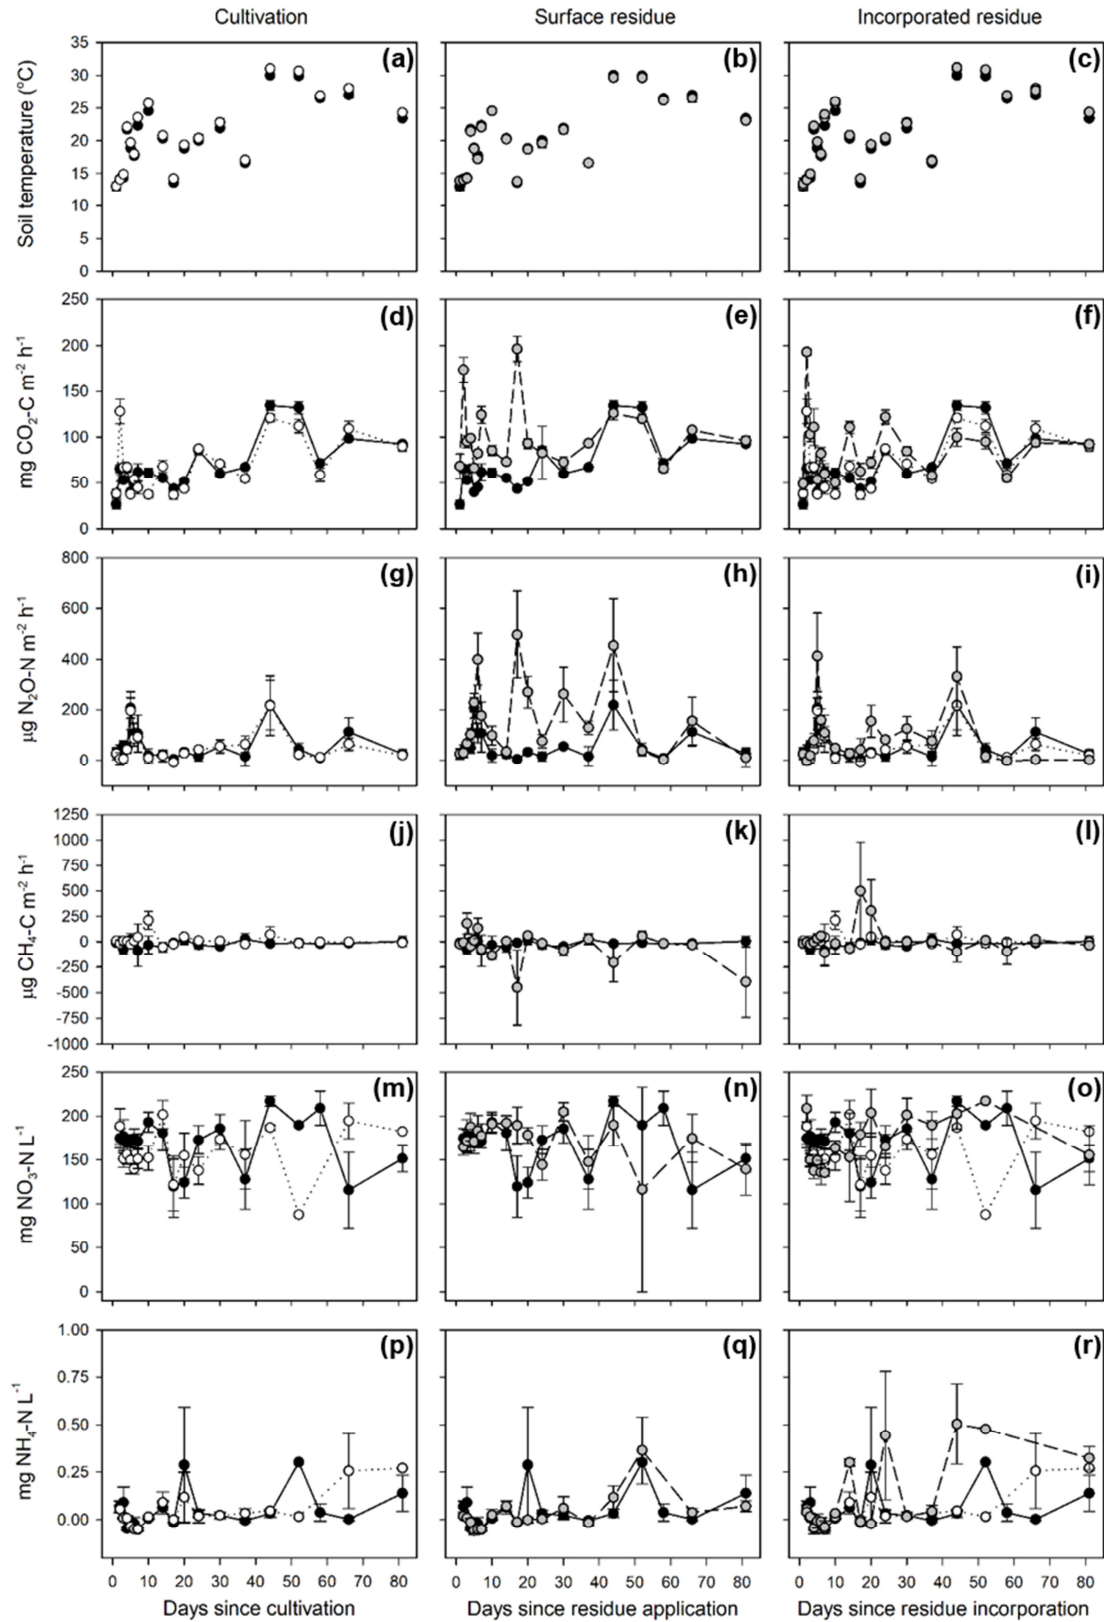 Cultivation Surface residue Incorporated residue
Soil temperature (°C)
35 30 25 20 15 10 5 0
(a) (b) (c)
mg CO₂-C m⁻² h⁻¹
250 200 150 100 50 0
(d) (e) (f)
µg N₂O-N m⁻² h⁻¹
800 600 400 200 0
(g) (h) (i)
µg CH₄-C m⁻² h⁻¹
1250 1000 750 500 250 0 -250 -500 -750 -1000
(j) (k) (l)
mg NO₃-N L⁻¹
250 200 150 100 50 0
(m) (n) (o)
mg NH₄-N L⁻¹
1.00 0.75 0.50 0.25 0.00
(p) (q) (r)
0 10 20 30 40 50 60 70 80 0 10 20 30 40 50 60 70 80 0 10 20 30 40 50 60 70 80
Days since cultivation Days since residue application Days since residue incorporation